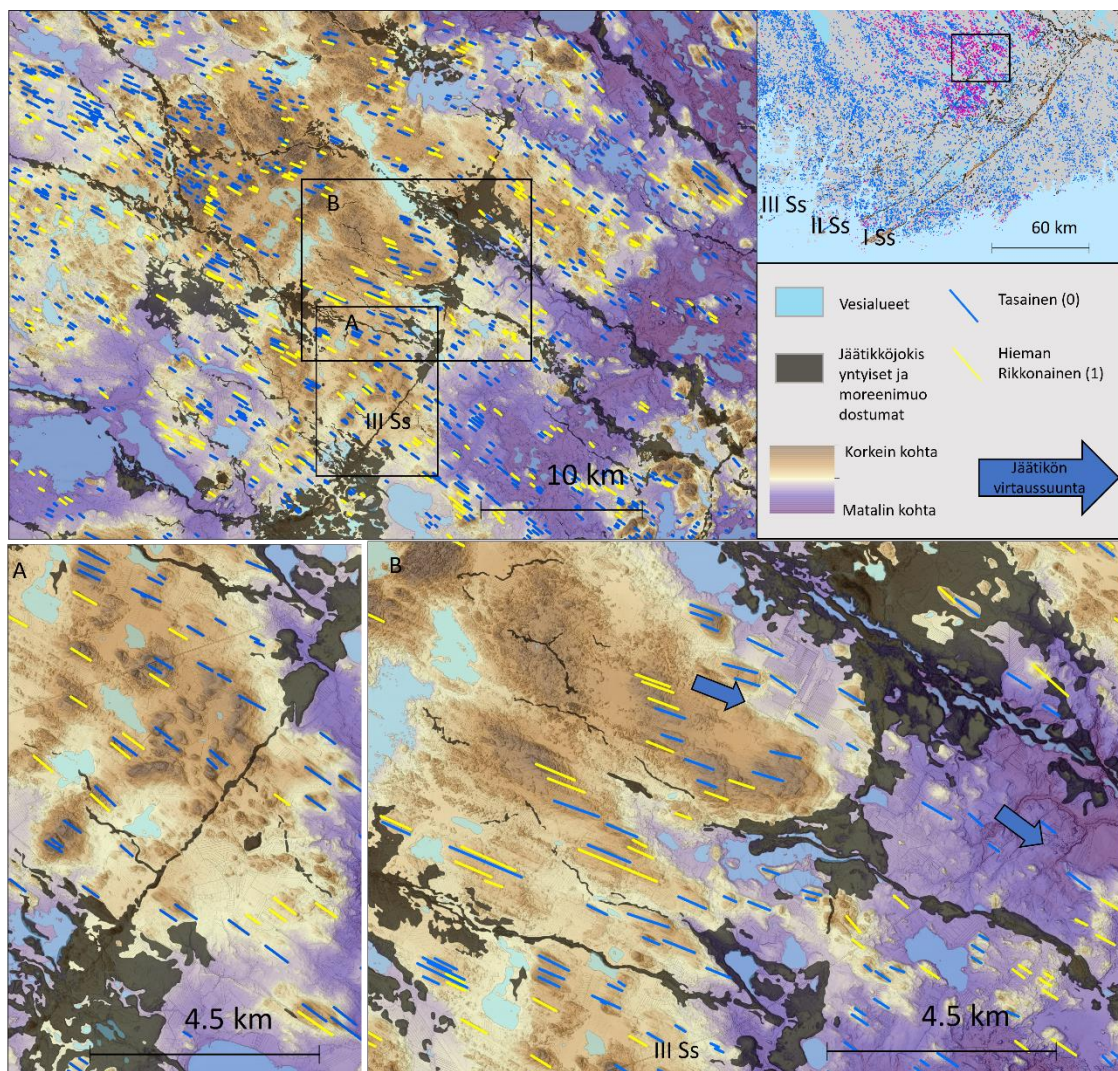 B
A
III Ss
10 km
III Ss
II Ss
I Ss
60 km
Vesialueet
Tasainen (0)
Jäätikköjokis
yntyiset ja
moreenimuo
dostumat
Hieman
Rikkonainen (1)
Korkein kohta
Matalin kohta
Jäätikön
virtaussuunta
A
4.5 km
B
III Ss
4.5 km